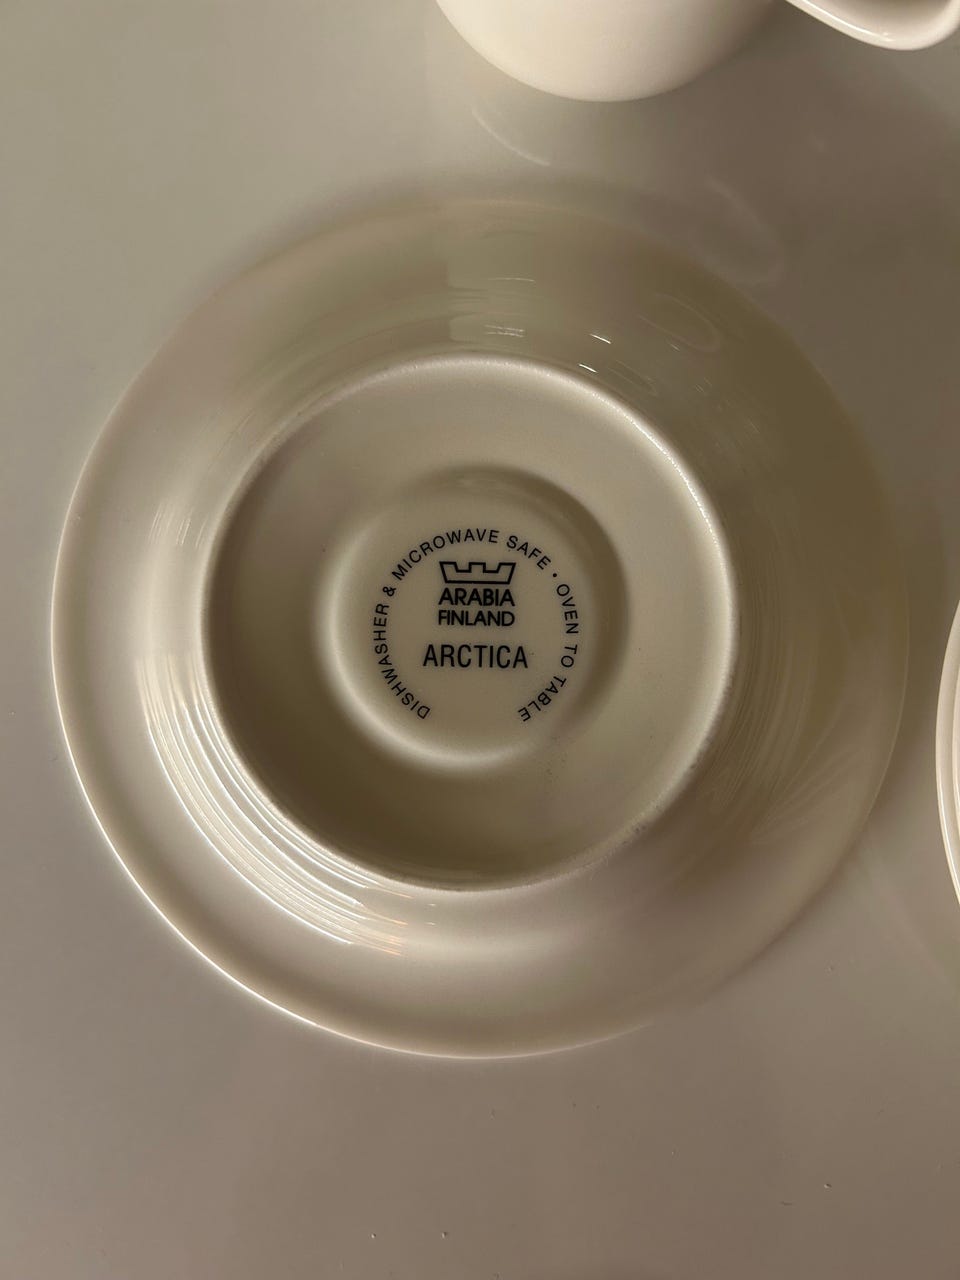 DISHWASHER & MICROWAVE SAFE • OVEN TO TABLE
ARABIA
FINLAND
ARCTICA